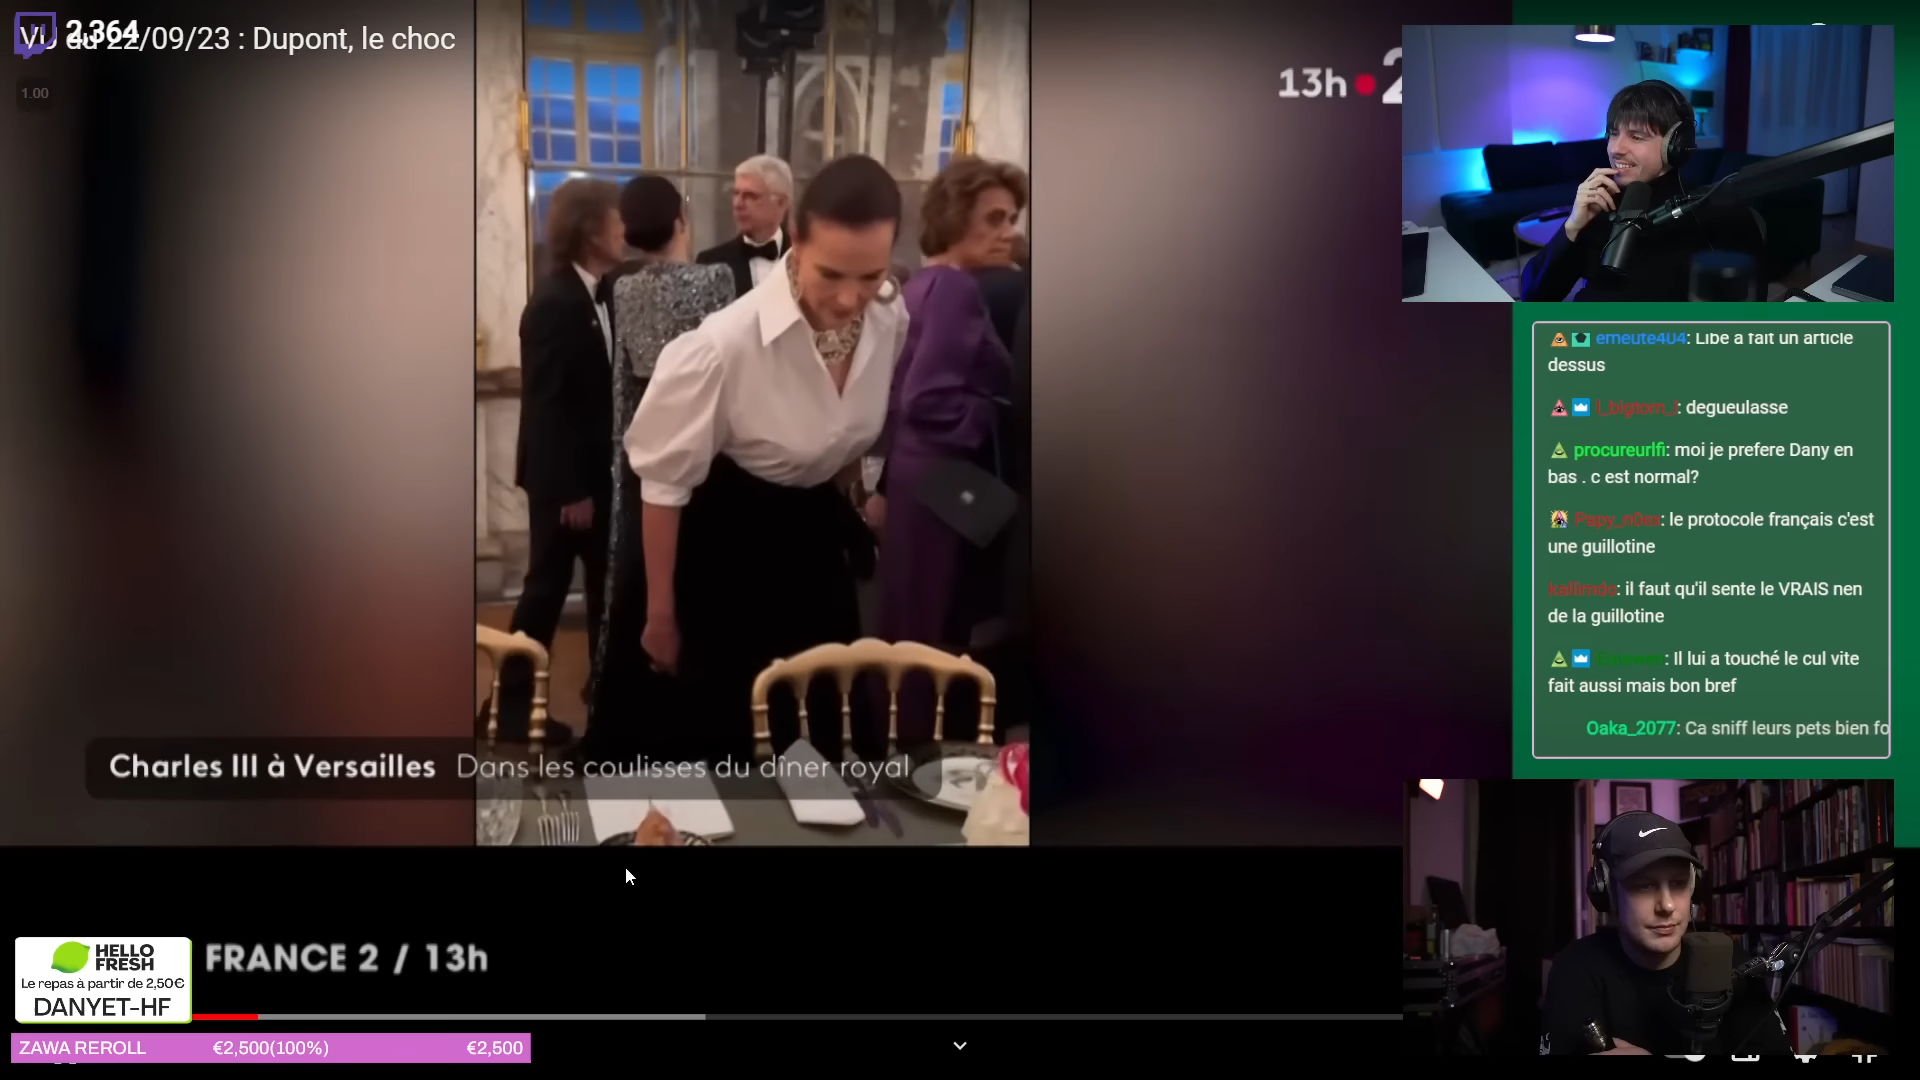 2,364
VU du 22/09/23 : Dupont, le choc
1.00
13h 2
emeute404: Libé a fait un article
dessus
l_bigtom_l: degueulasse
procureurlfi: moi je prefere Dany en
bas . c est normal?
Papy_n0ez: le protocole français c'est
une guillotine
: il faut qu'il sente le VRAIS nen
de la guillotine
: Il lui a touché le cul vite
fait aussi mais bon bref
Oaka_2077: Ca sniff leurs pets bien fo
Charles III à Versailles Dans les coulisses du dîner royal
HELLO
FRESH
Le repas à partir de 2,50€
DANYET-HF
FRANCE 2 / 13h
ZAWA REROLL €2,500(100%) €2,500